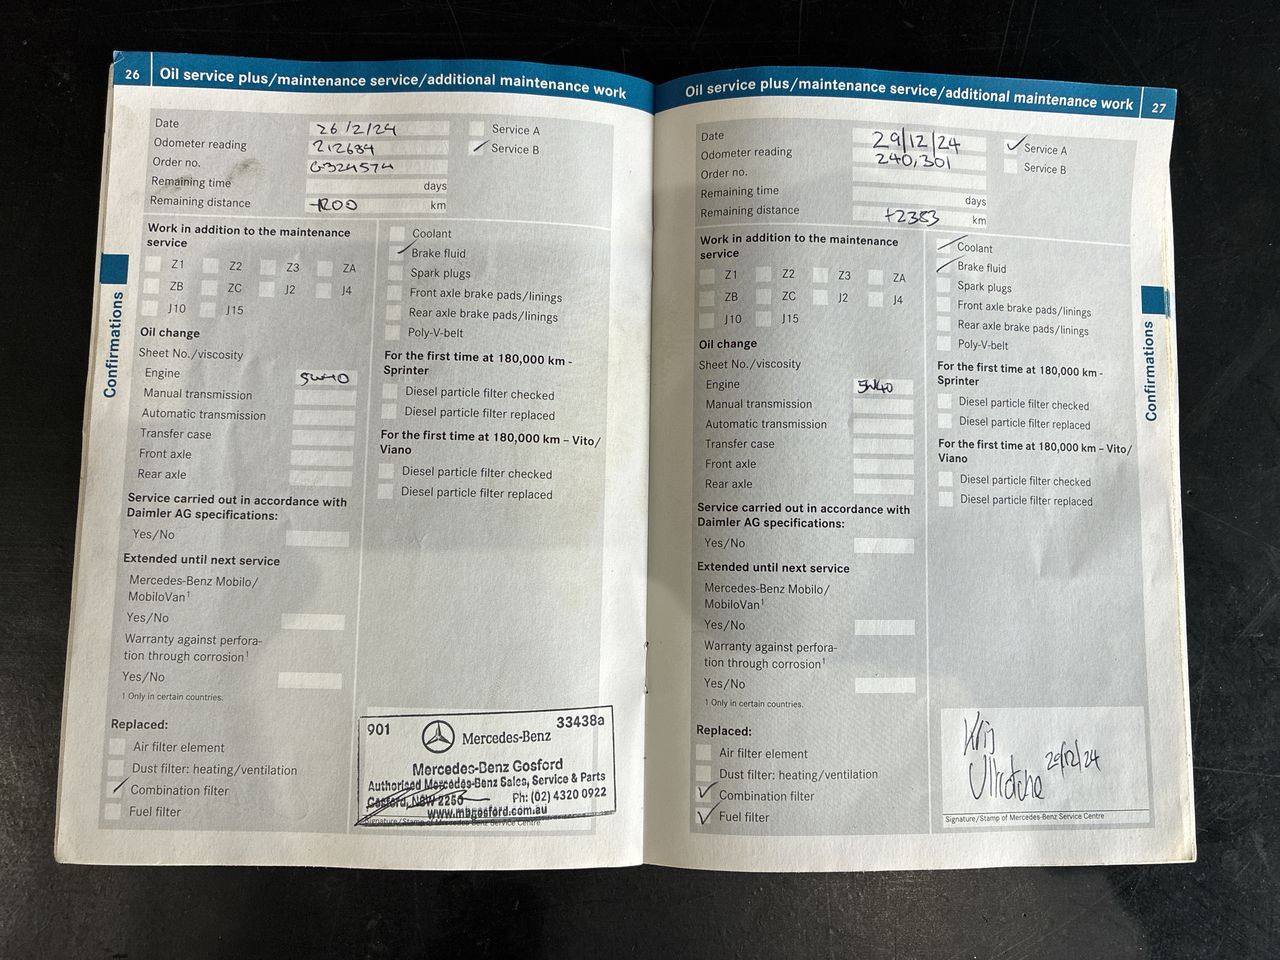 26 Oil service plus/maintenance service/additional maintenance work
Date 26/2/24
Odometer reading 212634
Order no. G324574
Remaining time days
Remaining distance -1200 km
Service A
Service B
Work in addition to the maintenance
service
Z1 Z2 Z3 ZA
ZB ZC J2 J4
J10 J15
Oil change
Sheet No./viscosity
Engine 5W40
Manual transmission
Automatic transmission
Transfer case
Front axle
Rear axle
Service carried out in accordance with
Daimler AG specifications:
Yes/No
Extended until next service
Mercedes-Benz Mobilo/
MobiloVan¹
Yes/No
Warranty against perfora-
tion through corrosion¹
Yes/No
¹ Only in certain countries.
Replaced:
Air filter element
Dust filter: heating/ventilation
Combination filter
Fuel filter
Coolant
Brake fluid
Spark plugs
Front axle brake pads/linings
Rear axle brake pads/linings
Poly-V-belt
For the first time at 180,000 km -
Sprinter
Diesel particle filter checked
Diesel particle filter replaced
For the first time at 180,000 km – Vito/
Viano
Diesel particle filter checked
Diesel particle filter replaced
901 Mercedes-Benz 33438a
Mercedes-Benz Gosford
Authorised Mercedes-Benz Sales, Service & Parts
Gosford, NSW 2250 Ph: (02) 4320 0922
www.mbgosford.com.au
Signature/Stamp of Mercedes-Benz Service Centre
Confirmations
Oil service plus/maintenance service/additional maintenance work 27
Date 29/12/24
Odometer reading 240,301
Order no.
Remaining time days
Remaining distance +2383 km
Service A
Service B
Work in addition to the maintenance
service
Z1 Z2 Z3 ZA
ZB ZC J2 J4
J10 J15
Oil change
Sheet No./viscosity
Engine 5W40
Manual transmission
Automatic transmission
Transfer case
Front axle
Rear axle
Service carried out in accordance with
Daimler AG specifications:
Yes/No
Extended until next service
Mercedes-Benz Mobilo/
MobiloVan¹
Yes/No
Warranty against perfora-
tion through corrosion¹
Yes/No
¹ Only in certain countries.
Replaced:
Air filter element
Dust filter: heating/ventilation
Combination filter
Fuel filter
Coolant
Brake fluid
Spark plugs
Front axle brake pads/linings
Rear axle brake pads/linings
Poly-V-belt
For the first time at 180,000 km -
Sprinter
Diesel particle filter checked
Diesel particle filter replaced
For the first time at 180,000 km – Vito/
Viano
Diesel particle filter checked
Diesel particle filter replaced
29/12/24
Signature/Stamp of Mercedes-Benz Service Centre
Confirmations